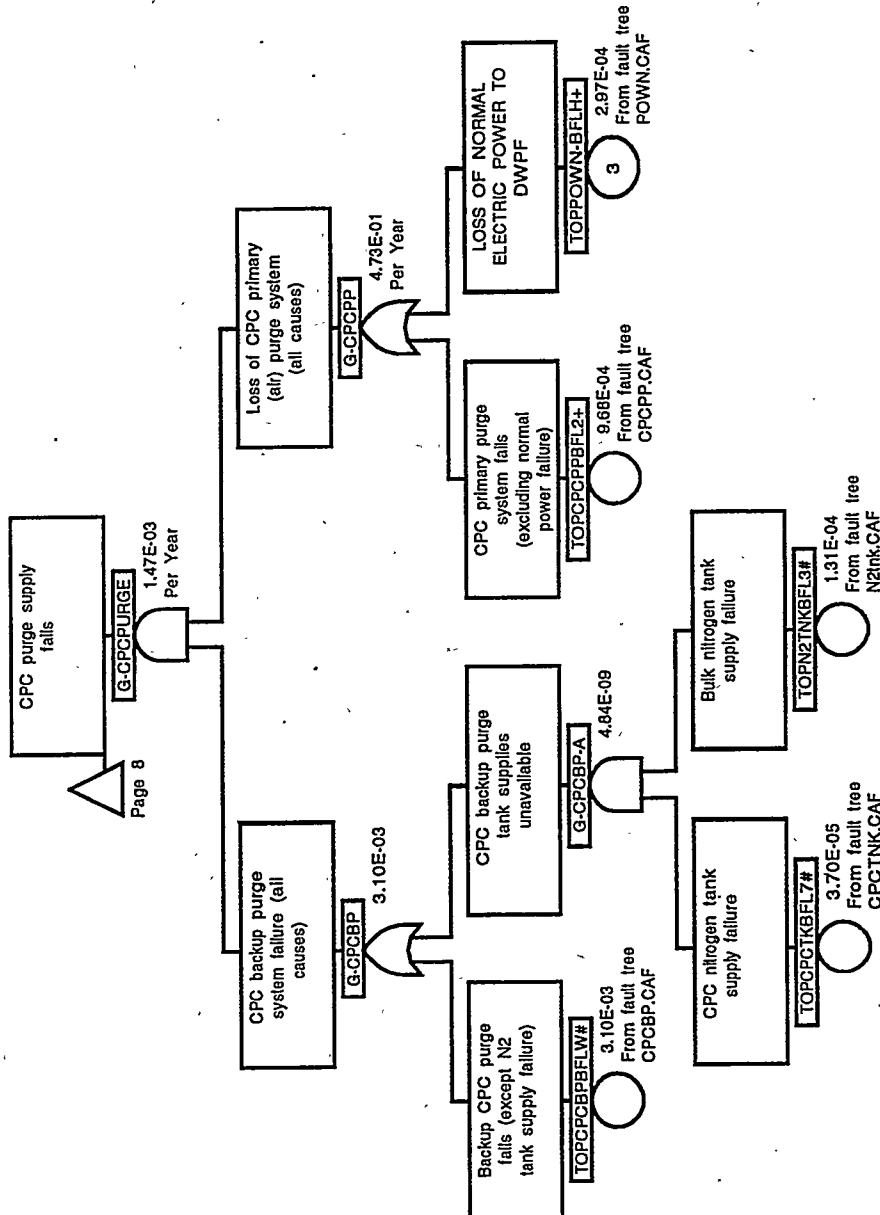 CPC purge supply
fails
G-CPCPURGE
1.47E-03
Per Year
Page 8
CPC backup purge
system failure (all
causes)
G-CPCBP
3.10E-03
Loss of CPC primary
(air) purge system
(all causes)
G-CPCPP
4.73E-01
Per Year
Backup CPC purge
fails (except N2
tank supply failure)
TOPCPCBPBFLW#
3.10E-03
From fault tree
CPCBP.CAF
CPC backup purge
tank supplies
unavailable
G-CPCBP-A
4.84E-09
CPC primary purge
system fails
(excluding normal
power failure)
TOPCPCPPBFL2+
9.68E-04
From fault tree
CPCPP.CAF
LOSS OF NORMAL
ELECTRIC POWER TO
DWPF
TOPPOWN-BFLH+
3
2.97E-04
From fault tree
POWN.CAF
CPC nitrogen tank
supply failure
TOPCPCTKBFL7#
3.70E-05
From fault tree
CPCTNK.CAF
Bulk nitrogen tank
supply failure
TOPN2TNKBFL3#
1.31E-04
From fault tree
N2tnk.CAF